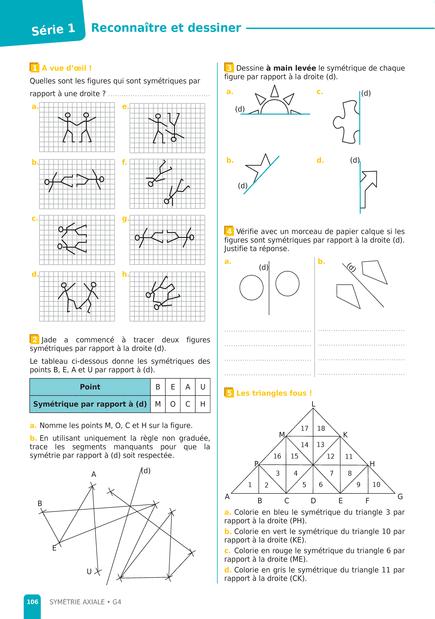 Série 1 Reconnaître et dessiner
1 A vue d'œil !
Quelles sont les figures qui sont symétriques par
rapport à une droite ?
a. e.
b. f.
c. g.
d. h.
2 Jade a commencé à tracer deux figures
symétriques par rapport à la droite (d).
Le tableau ci-dessous donne les symétriques des
points B, E, A et U par rapport à (d).
Point B E A U
Symétrique par rapport à (d) M O C H
a. Nomme les points M, O, C et H sur la figure.
b. En utilisant uniquement la règle non graduée,
trace les segments manquants pour que la
symétrie par rapport à (d) soit respectée.
(d)
A
B
E
U
3 Dessine à main levée le symétrique de chaque
figure par rapport à la droite (d).
a. c. (d)
(d)
b. d. (d)
(d)
4 Vérifie avec un morceau de papier calque si les
figures sont symétriques par rapport à la droite (d).
Justifie ta réponse.
a. b.
(d) (d)
5 Les triangles fous !
L
17 18
M K
14 13
16 15 12 11
P H
3 4 7 8
1 2 5 6 9 10
A B C D E F G
a. Colorie en bleu le symétrique du triangle 3 par
rapport à la droite (PH).
b. Colorie en vert le symétrique du triangle 10 par
rapport à la droite (KE).
c. Colorie en rouge le symétrique du triangle 6 par
rapport à la droite (ME).
d. Colorie en gris le symétrique du triangle 11 par
rapport à la droite (CK).
106 SYMÉTRIE AXIALE • G4